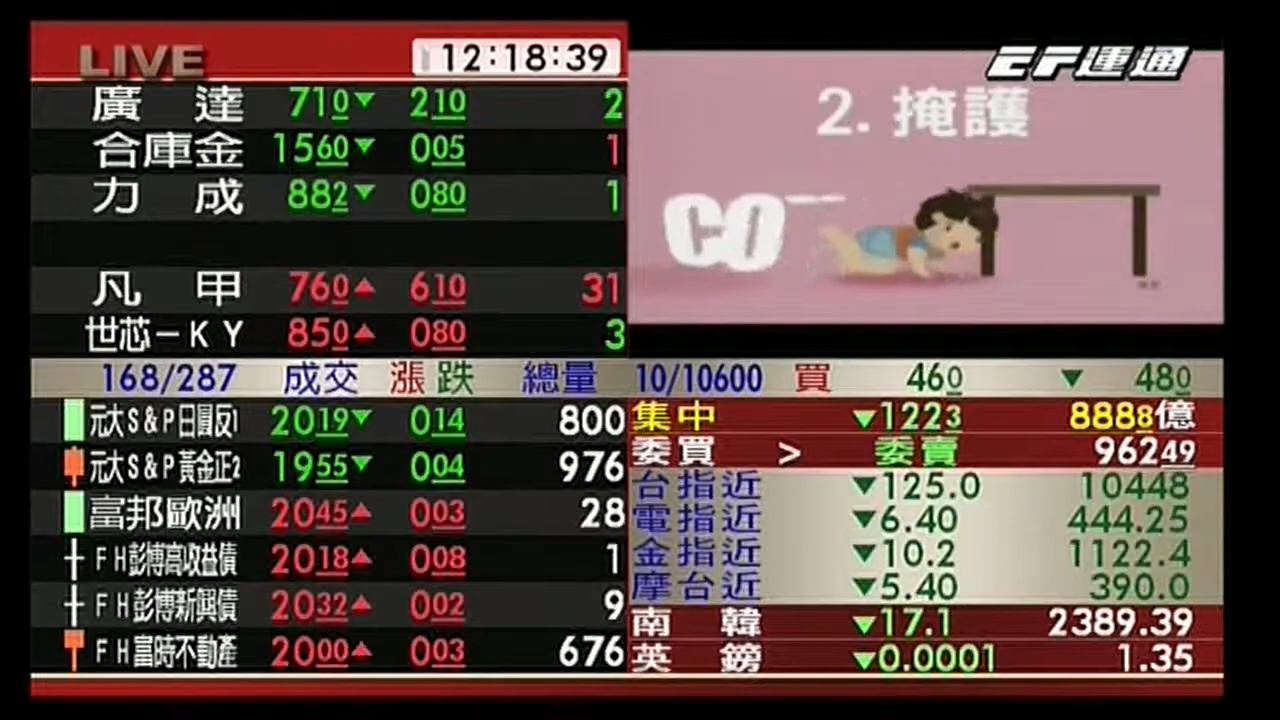 LIVE 12:18:39
廣達 710▼ 210 2
合庫金 1560▼ 005 1
力成 882▼ 080 1
凡甲 760▲ 610 31
世芯-KY 850▲ 080 3
168/287 成交 漲跌 總量
元大S&P日圓反1 2019▼ 014 800
元大S&P黃金正2 1955▼ 004 976
富邦歐洲 2045▲ 003 28
FH彭博高收益債 2018▲ 008 1
FH彭博新興債 2032▲ 002 9
FH富時不動產 2000▲ 003 676
運通
2. 掩護
CO
10/10600 買 460 ▼ 480
集中 ▼1223 8888億
委買 > 委賣 96249
台指近 ▼125.0 10448
電指近 ▼6.40 444.25
金指近 ▼10.2 1122.4
摩台近 ▼5.40 390.0
南韓 ▼17.1 2389.39
英鎊 ▼0.0001 1.35